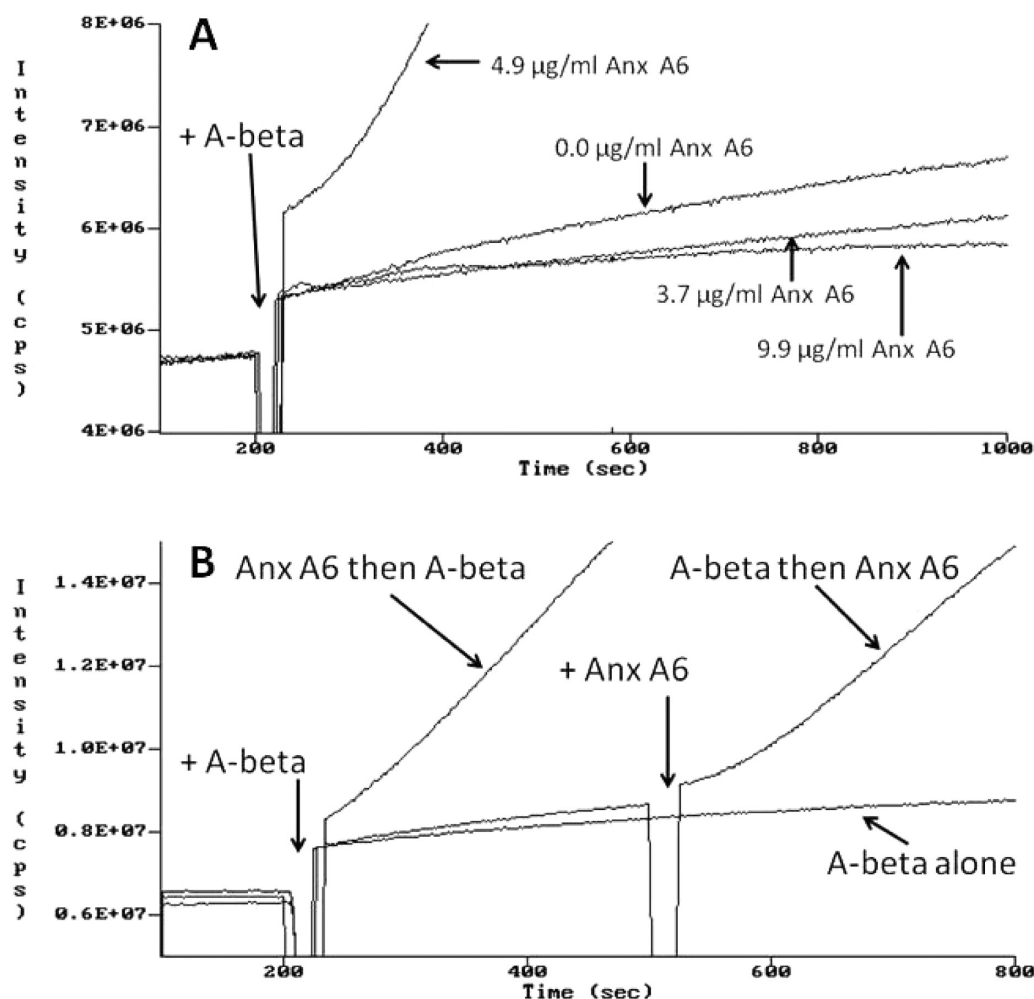 A
8E+06
7E+06
6E+06
5E+06
4E+06
Intensity (cps)
+ A-beta
4.9 µg/ml Anx A6
0.0 µg/ml Anx A6
3.7 µg/ml Anx A6
9.9 µg/ml Anx A6
200 400 600 800 1000
Time (sec)
B
1.4E+07
1.2E+07
1.0E+07
0.8E+07
0.6E+07
Intensity (cps)
Anx A6 then A-beta
A-beta then Anx A6
+ Anx A6
+ A-beta
A-beta alone
200 400 600 800
Time (sec)